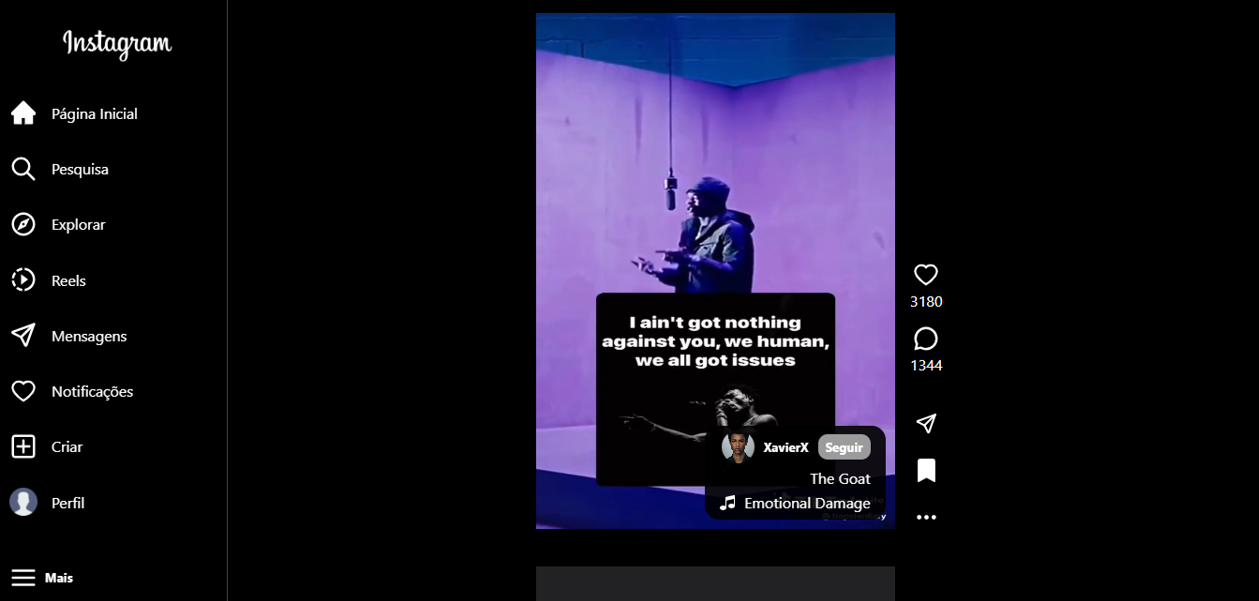 Instagram
Página Inicial
Pesquisa
Explorar
Reels
Mensagens
Notificações
Criar
Perfil
Mais
I ain't got nothing
against you, we human,
we all got issues
XavierX Seguir
The Goat
Emotional Damage
3180
1344